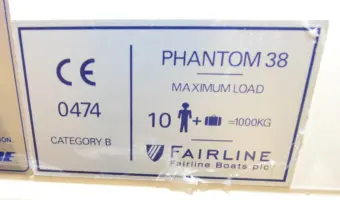 CE
0474
CATEGORY B
PHANTOM 38
MAXIMUM LOAD
10 + =1000KG
FAIRLINE
Fairline Boats plc